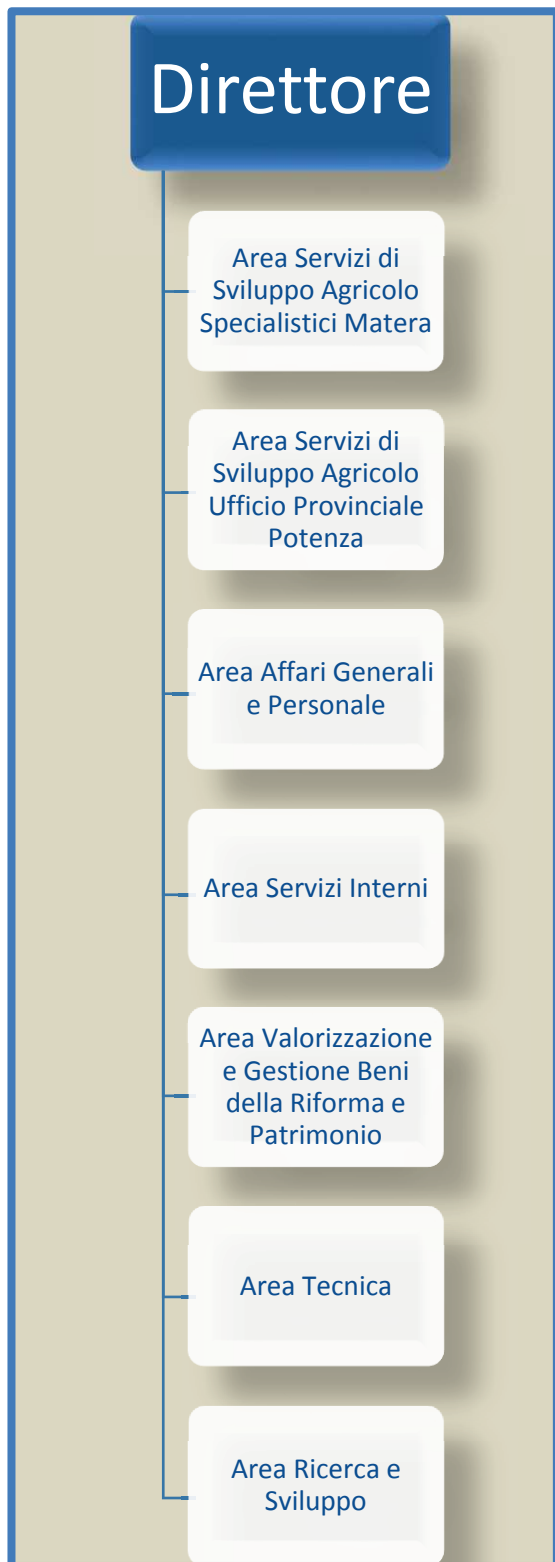 Direttore
Area Servizi di
Sviluppo Agricolo
Specialistici Matera
Area Servizi di
Sviluppo Agricolo
Ufficio Provinciale
Potenza
Area Affari Generali
e Personale
Area Servizi Interni
Area Valorizzazione
e Gestione Beni
della Riforma e
Patrimonio
Area Tecnica
Area Ricerca e
Sviluppo